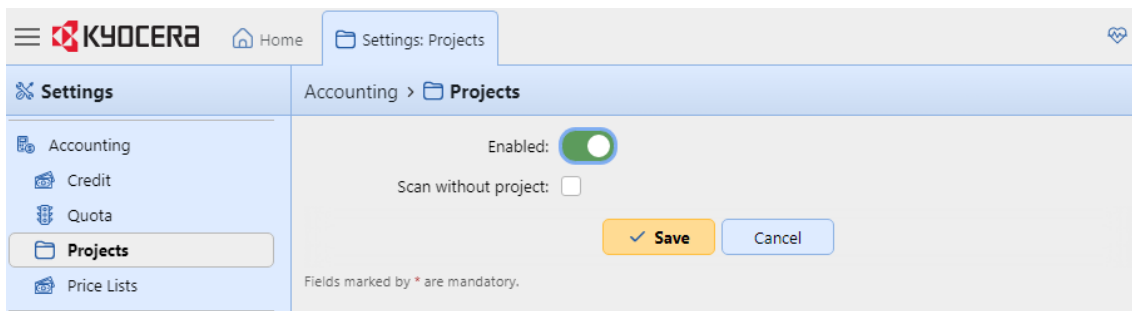 KYOCERA Home Settings: Projects
Settings
Accounting > Projects
Accounting
Credit
Quota
Projects
Price Lists
Enabled:
Scan without project:
Save Cancel
Fields marked by * are mandatory.